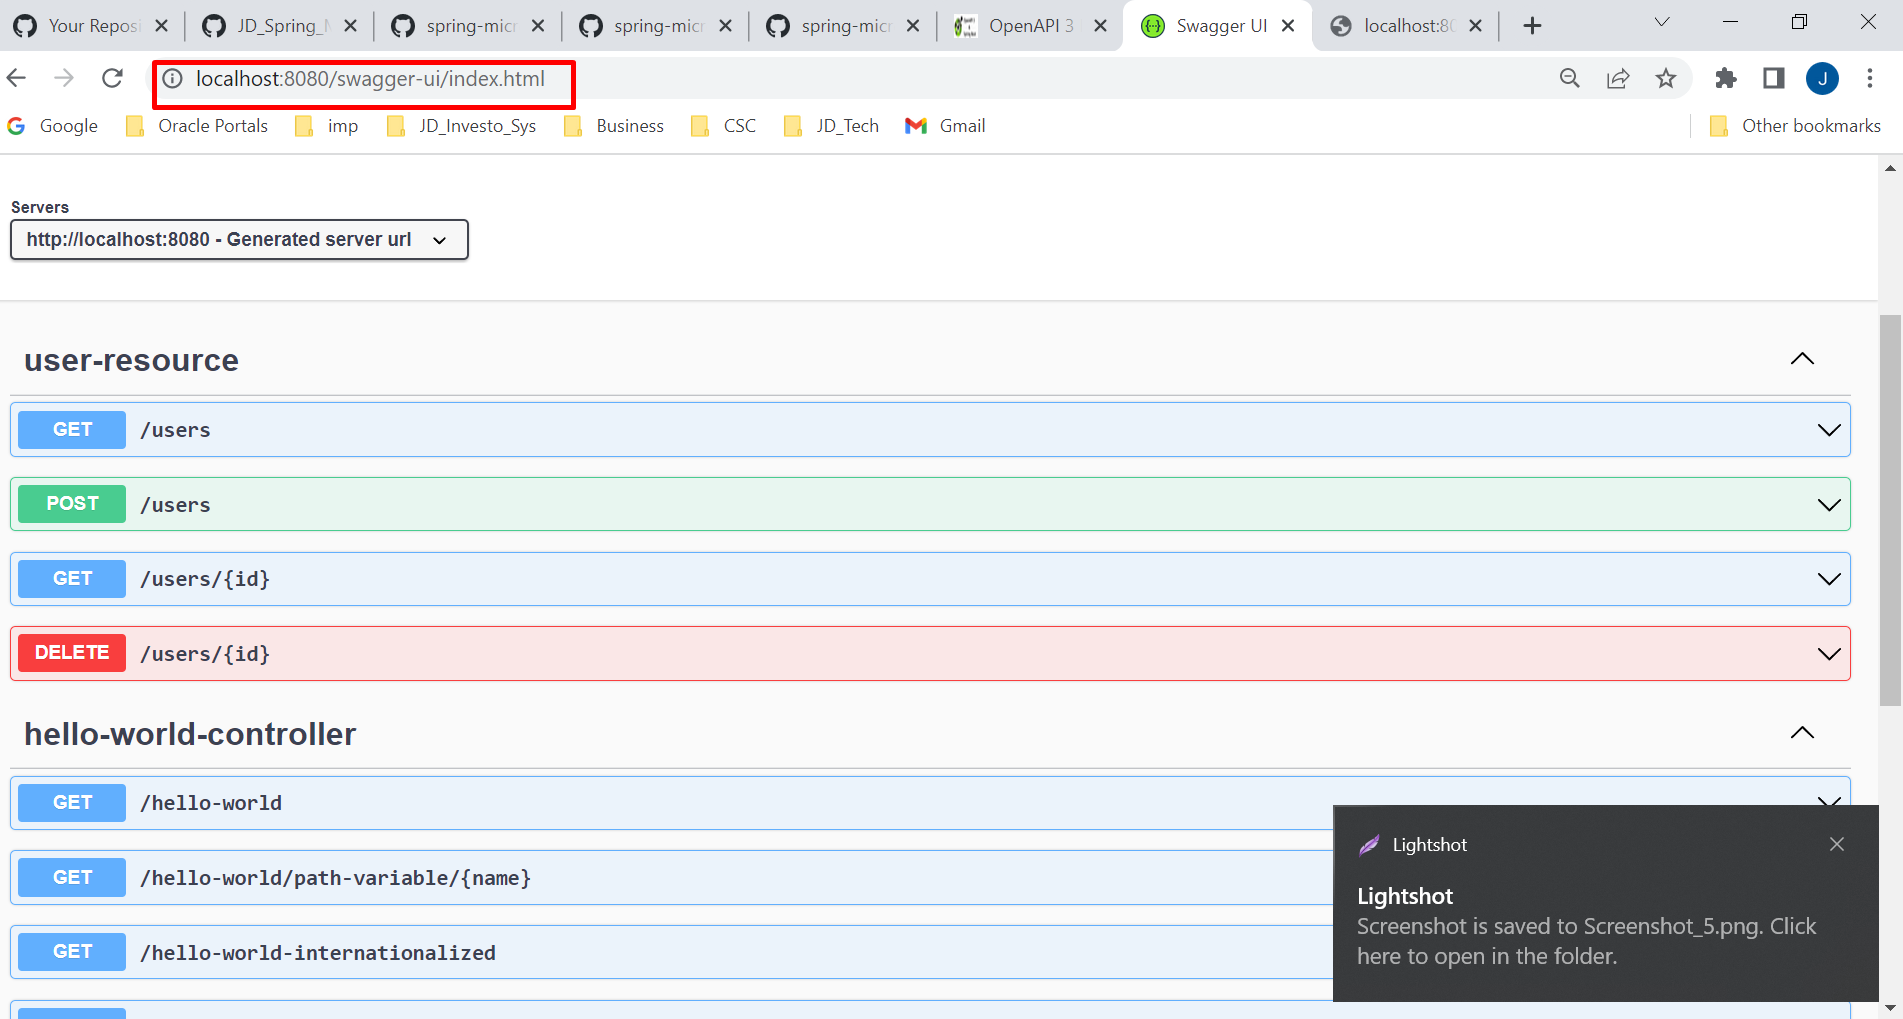 Your Reposi
JD_Spring_M
spring-micr
spring-micr
spring-micr
OpenAPI 3
Swagger UI
localhost:80
localhost:8080/swagger-ui/index.html
J
Google
Oracle Portals
imp
JD_Investo_Sys
Business
CSC
JD_Tech
Gmail
Other bookmarks
Servers
http://localhost:8080 - Generated server url
user-resource
GET /users
POST /users
GET /users/{id}
DELETE /users/{id}
hello-world-controller
GET /hello-world
GET /hello-world/path-variable/{name}
GET /hello-world-internationalized
Lightshot
Lightshot
Screenshot is saved to Screenshot_5.png. Click
here to open in the folder.